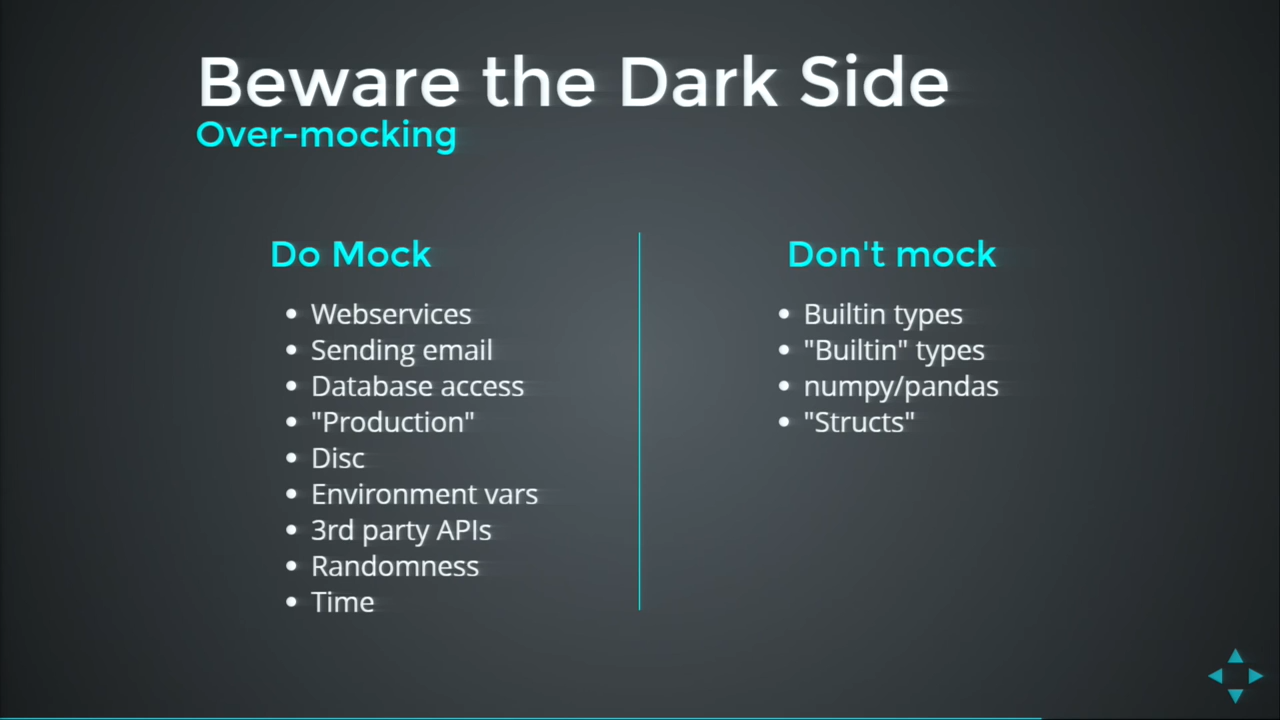 Beware the Dark Side
Over-mocking
Do Mock
Webservices
Sending email
Database access
"Production"
Disc
Environment vars
3rd party APIs
Randomness
Time
Don't mock
Builtin types
"Builtin" types
numpy/pandas
"Structs"